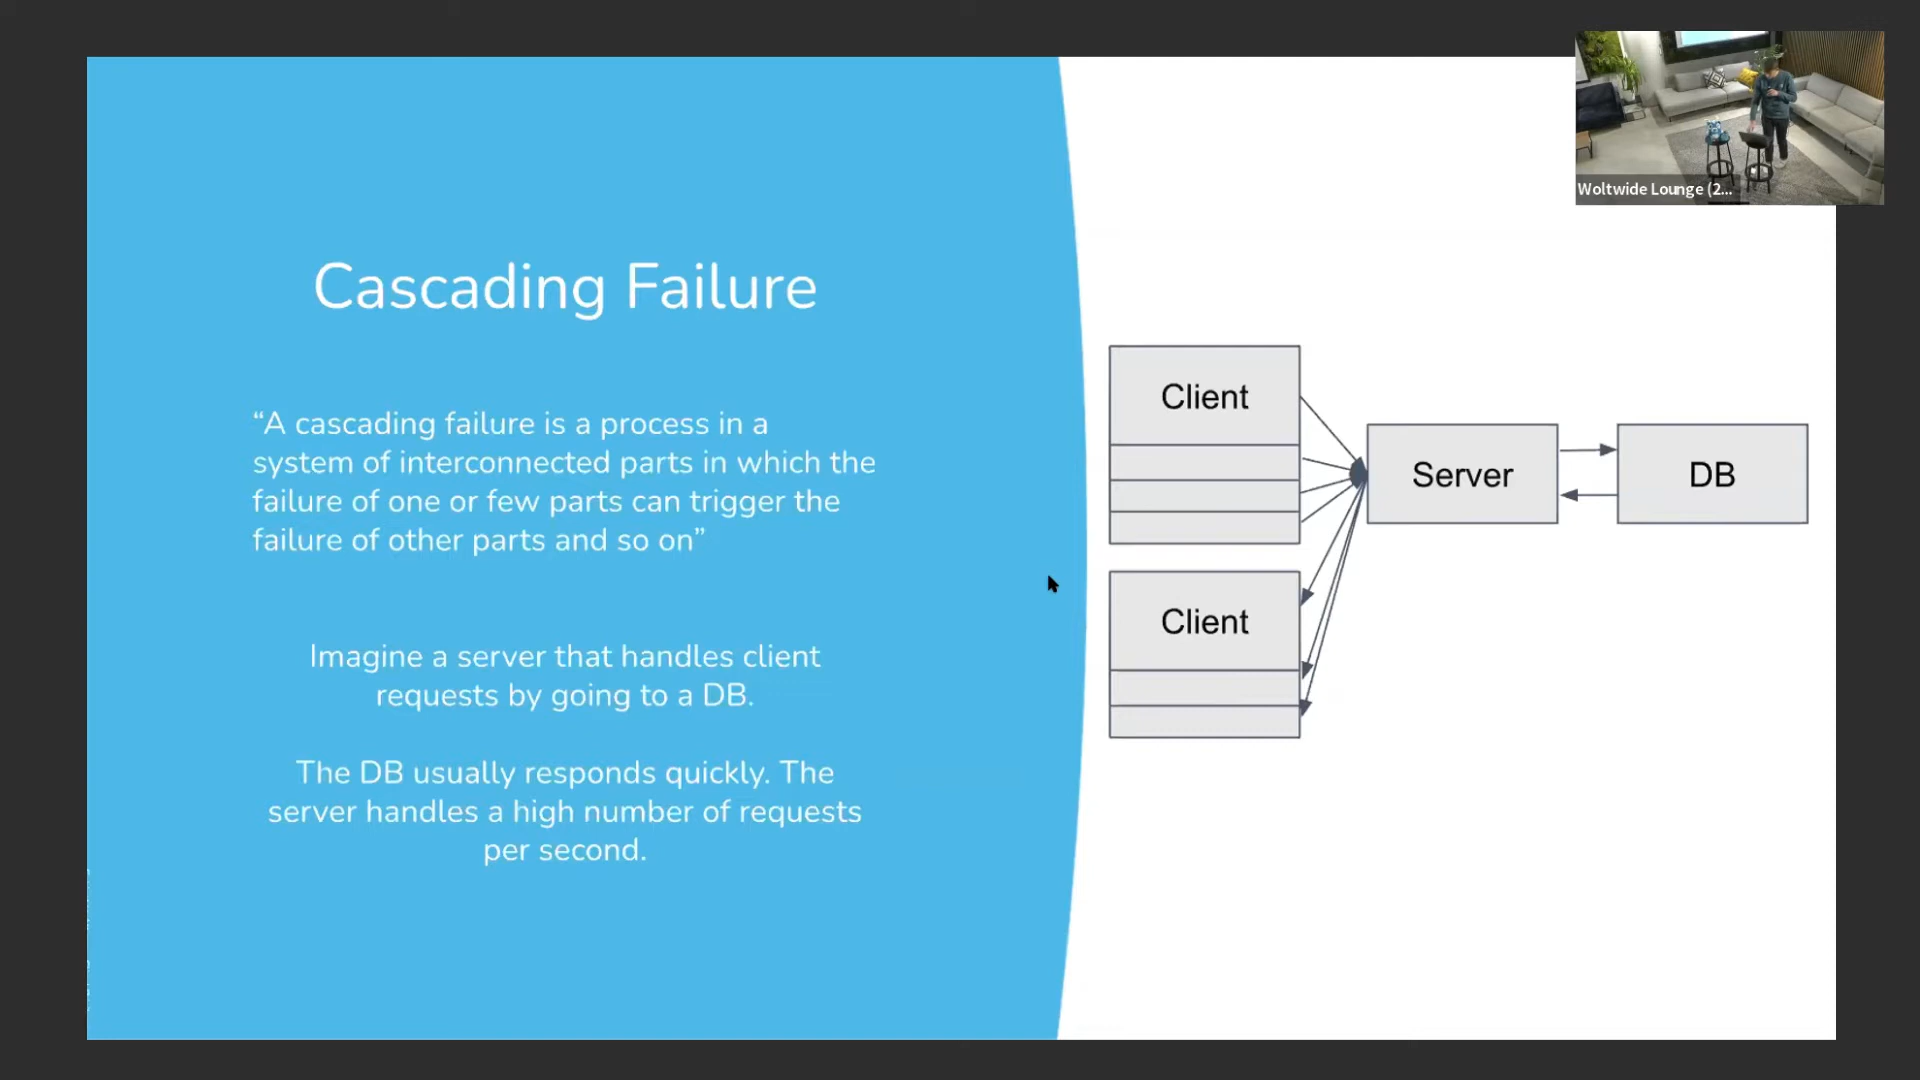 Cascading Failure
“A cascading failure is a process in a
system of interconnected parts in which the
failure of one or few parts can trigger the
failure of other parts and so on”
Imagine a server that handles client
requests by going to a DB.
The DB usually responds quickly. The
server handles a high number of requests
per second.
Client
Server
DB
Client
Woltwide Lounge (2...